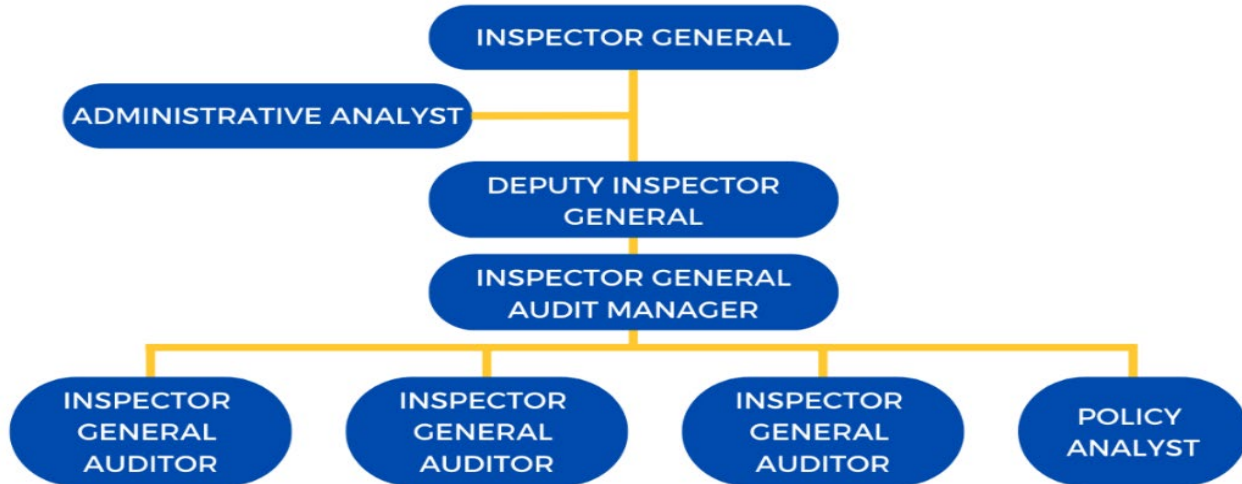 INSPECTOR GENERAL
ADMINISTRATIVE ANALYST
DEPUTY INSPECTOR
GENERAL
INSPECTOR GENERAL
AUDIT MANAGER
INSPECTOR
GENERAL
AUDITOR
INSPECTOR
GENERAL
AUDITOR
INSPECTOR
GENERAL
AUDITOR
POLICY
ANALYST